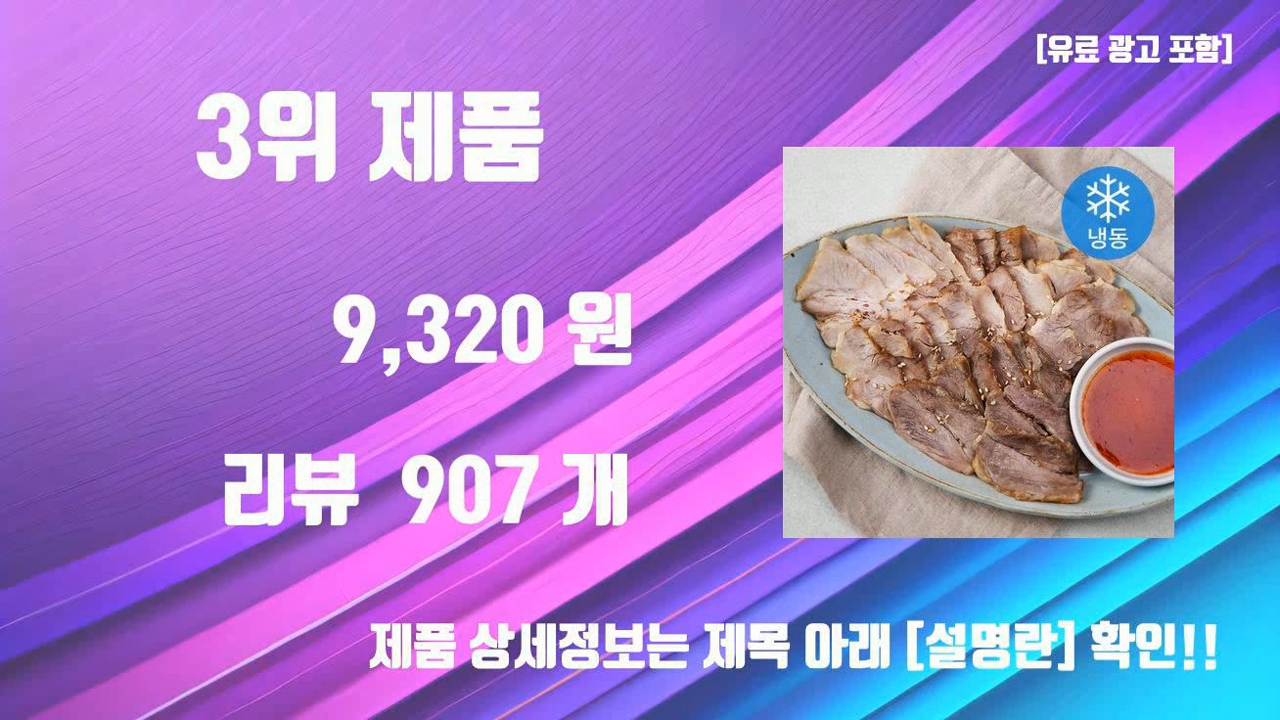 [유료 광고 포함]
3위 제품
냉동
9,320 원
리뷰 907 개
제품 상세정보는 제목 아래 [설명란] 확인!!